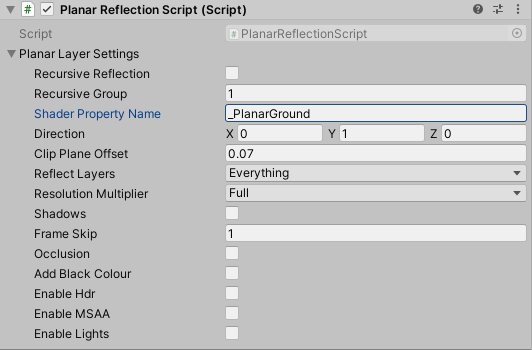 Planar Reflection Script (Script)
Script PlanarReflectionScript
Planar Layer Settings
Recursive Reflection
Recursive Group 1
Shader Property Name _PlanarGround
Direction X 0 Y 1 Z 0
Clip Plane Offset 0.07
Reflect Layers Everything
Resolution Multiplier Full
Shadows
Frame Skip 1
Occlusion
Add Black Colour
Enable Hdr
Enable MSAA
Enable Lights